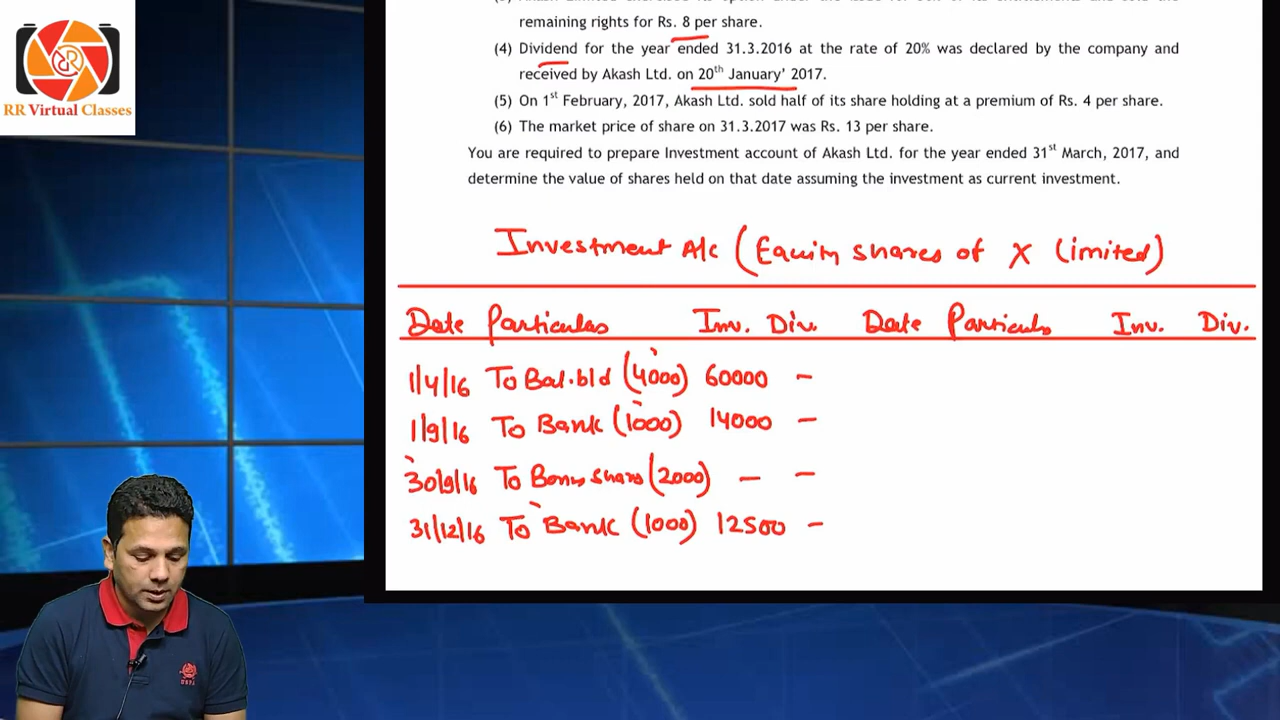 RR Virtual Classes
remaining rights for Rs. 8 per share.
(4) Dividend for the year ended 31.3.2016 at the rate of 20% was declared by the company and
received by Akash Ltd. on 20th January' 2017.
(5) On 1st February, 2017, Akash Ltd. sold half of its share holding at a premium of Rs. 4 per share.
(6) The market price of share on 31.3.2017 was Rs. 13 per share.
You are required to prepare Investment account of Akash Ltd. for the year ended 31st March, 2017, and
determine the value of shares held on that date assuming the investment as current investment.
Investment A/c (Equity shares of X Limited)
Date Particulas Inv. Div. Date Particuls Inv. Div.
1/4/16 To Bal. b/d (4000) 60000 –
1/9/16 To Bank (1000) 14000 –
30/9/16 To Bonus share (2000) – –
31/12/16 To Bank (1000) 12500 –